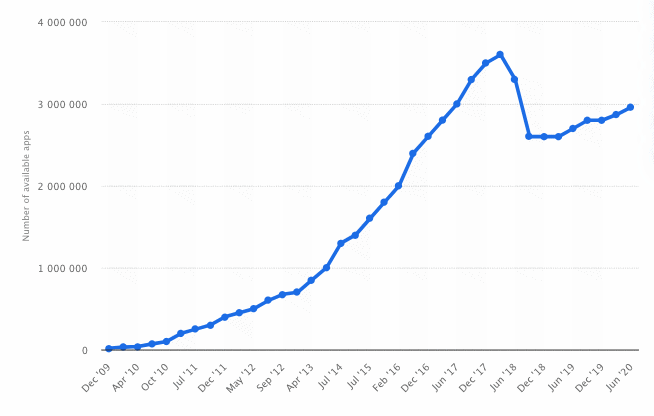 4 000 000
3 000 000
2 000 000
1 000 000
0
Number of available apps
Dec '09
Apr '10
Oct '10
Jul '11
Dec '11
May '12
Sep '12
Apr '13
Jul '14
Jul '15
Feb '16
Dec '16
Jun '17
Dec '17
Jun '18
Dec '18
Jun '19
Dec '19
Jun '20